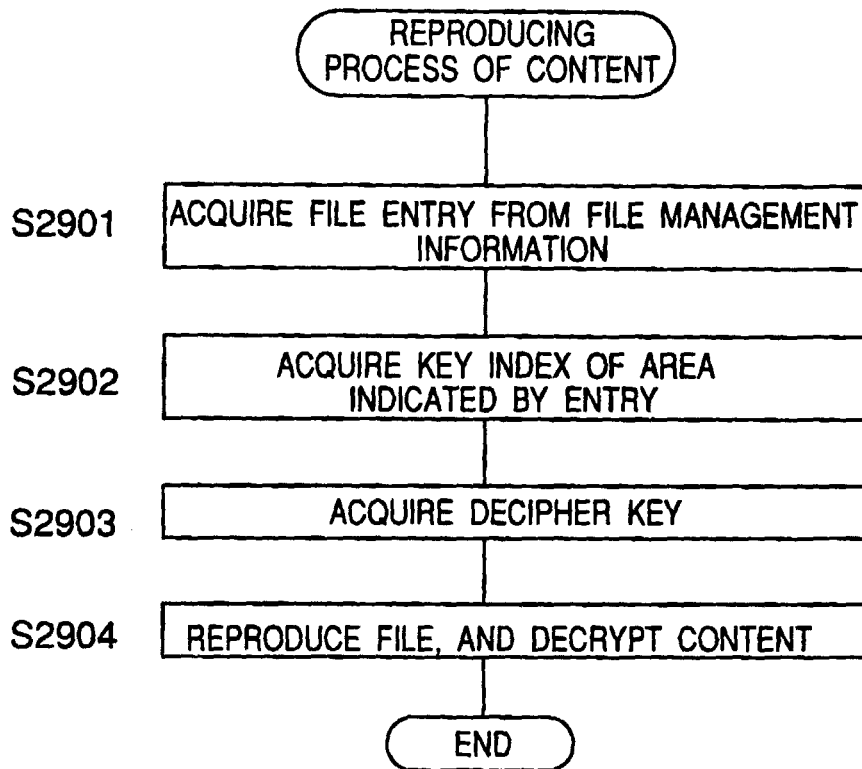 REPRODUCING
PROCESS OF CONTENT
S2901
ACQUIRE FILE ENTRY FROM FILE MANAGEMENT
INFORMATION
S2902
ACQUIRE KEY INDEX OF AREA
INDICATED BY ENTRY
S2903
ACQUIRE DECIPHER KEY
S2904
REPRODUCE FILE, AND DECRYPT CONTENT
END